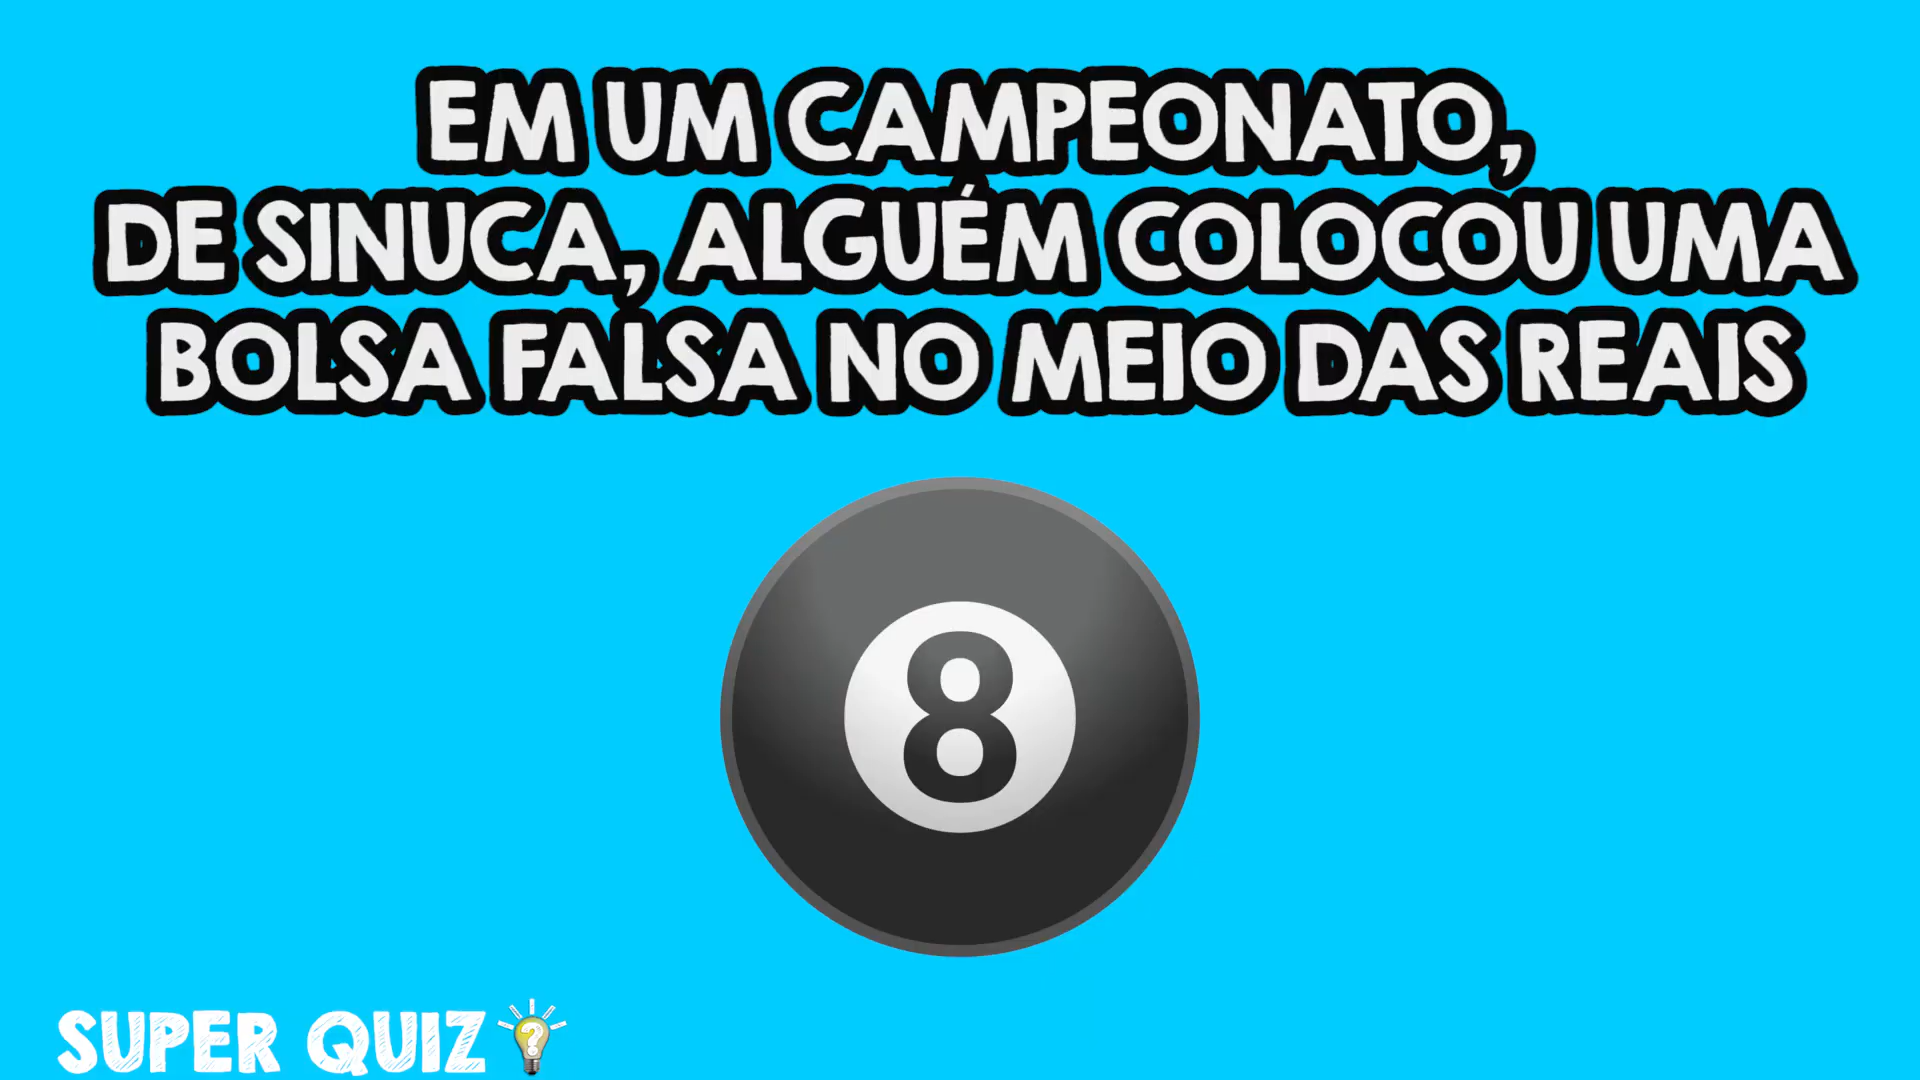 EM UM CAMPEONATO,
DE SINUCA, ALGUÉM COLOCOU UMA
BOLSA FALSA NO MEIO DAS REAIS
8
SUPER QUIZ?